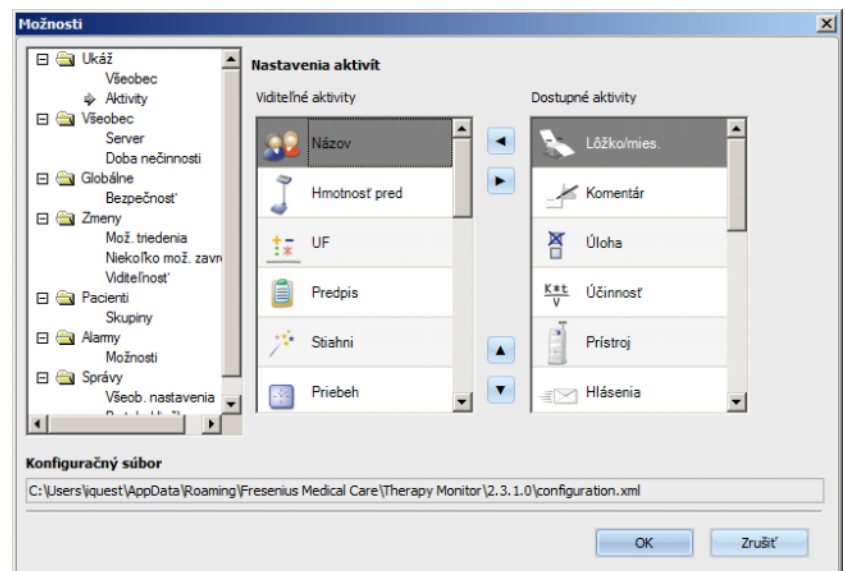 Možnosti
Ukáž
Všeobec
Aktivity
Všeobec
Server
Doba nečinnosti
Globálne
Bezpečnosť
Zmeny
Mož. triedenia
Niekoľko mož. zavr
Viditeľnosť
Pacienti
Skupiny
Alarmy
Možnosti
Správy
Všeob. nastavenia
Nastavenia aktivít
Viditeľné aktivity
Názov
Hmotnosť pred
UF
Predpis
Stiahni
Priebeh
Dostupné aktivity
Lôžko/mies.
Komentár
Úloha
K*t
V
Účinnosť
Prístroj
Hlásenia
Konfiguračný súbor
C:\Users\iquest\AppData\Roaming\Fresenius Medical Care\Therapy Monitor\2.3.1.0\configuration.xml
OK
Zrušiť